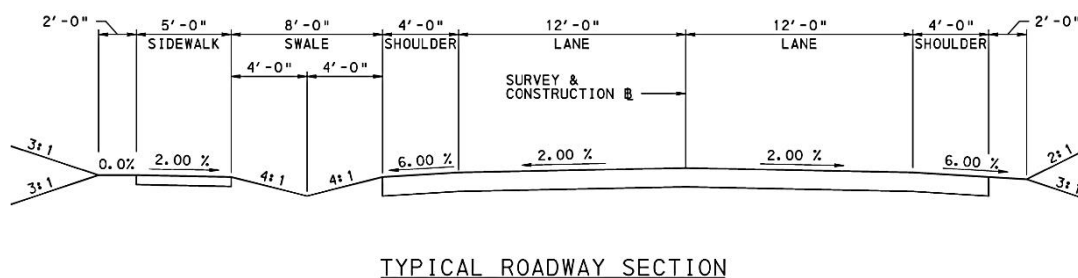 2'-0" 5'-0" 8'-0" 4'-0" 12'-0" 12'-0" 4'-0" 2'-0"
SIDEWALK SWALE SHOULDER LANE LANE SHOULDER
4'-0" 4'-0"
SURVEY &
CONSTRUCTION ℄
3:1 0.0% 2.00 % 6.00 % 2.00 % 2.00 % 6.00 % 2:1
3:1 4:1 4:1 3:1
TYPICAL ROADWAY SECTION